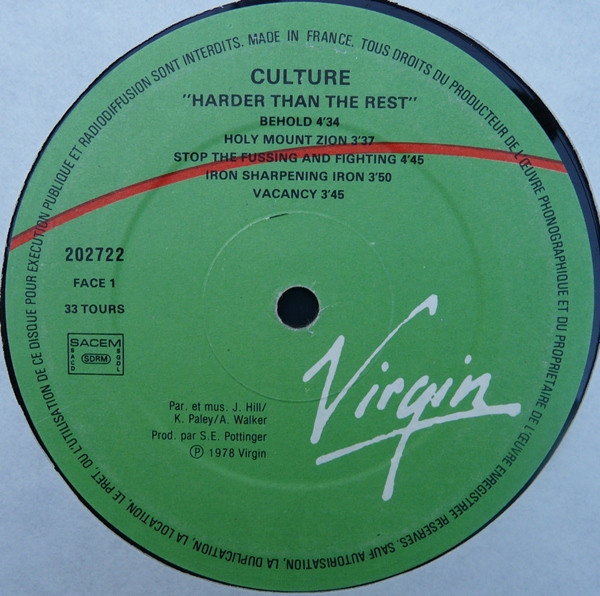 TOUS DROITS DU PRODUCTEUR DE L'ŒUVRE PHONOGRAPHIQUE ET DU PROPRIETAIRE DE L'ŒUVRE ENREGISTREE RESERVES. SAUF AUTORISATION, LA DUPLICATION, LA LOCATION, LE PRET, OU L'UTILISATION DE CE DISQUE POUR EXECUTION PUBLIQUE ET RADIODIFFUSION SONT INTERDITS. MADE IN FRANCE.
CULTURE
"HARDER THAN THE REST"
BEHOLD 4'34
HOLY MOUNT ZION 3'37
STOP THE FUSSING AND FIGHTING 4'45
IRON SHARPENING IRON 3'50
VACANCY 3'45
202722
FACE 1
33 TOURS
SACEM
SACD
SDRM
SGDL
Virgin
Par. et mus. J. Hill/
K. Paley/A. Walker
Prod. par S.E. Pottinger
Ⓟ 1978 Virgin